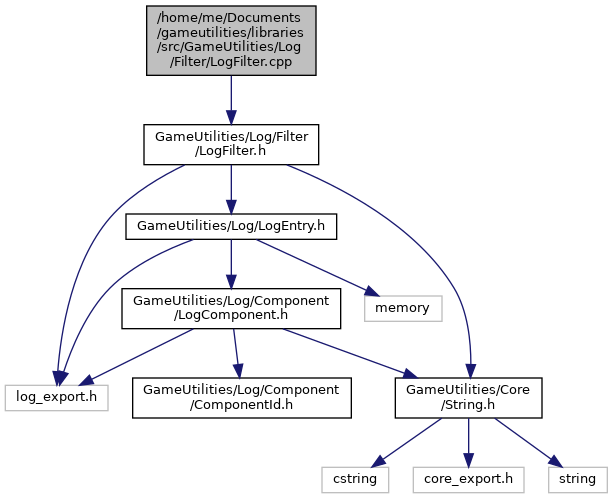 /home/me/Documents
/gameutilities/libraries
/src/GameUtilities/Log
/Filter/LogFilter.cpp
GameUtilities/Log/Filter
/LogFilter.h
GameUtilities/Log/LogEntry.h
GameUtilities/Log/Component
/LogComponent.h
memory
log_export.h
GameUtilities/Log/Component
/ComponentId.h
GameUtilities/Core
/String.h
cstring
core_export.h
string